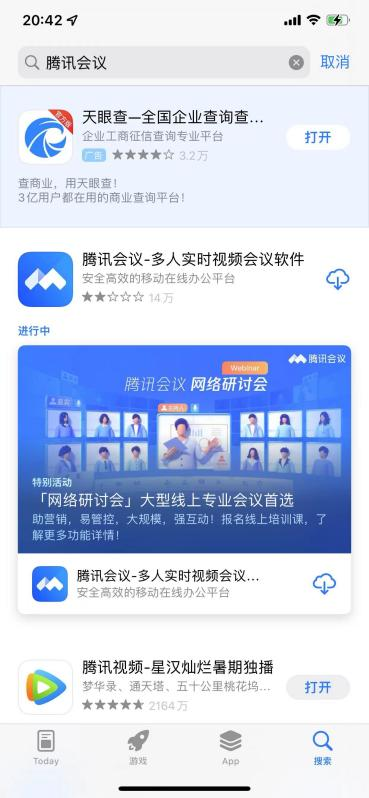 20:42
腾讯会议
取消
官方版
天眼查—全国企业查询查...
企业工商征信查询专业平台
广告 3.2万
打开
查商业，用天眼查！
3亿用户都在用的商业查询平台！
腾讯会议-多人实时视频会议软件
安全高效的移动在线办公平台
14万
进行中
腾讯会议
Webinar
腾讯会议 网络研讨会
主持人
特别活动
「网络研讨会」大型线上专业会议首选
助营销，易管控，大规模，强互动！报名线上培训课，了
解更多功能详情！
腾讯会议-多人实时视频会议...
安全高效的移动在线办公平台
腾讯视频-星汉灿烂暑期独播
梦华录、通天塔、五十公里桃花坞...
2164万
打开
Today
游戏
App
搜索